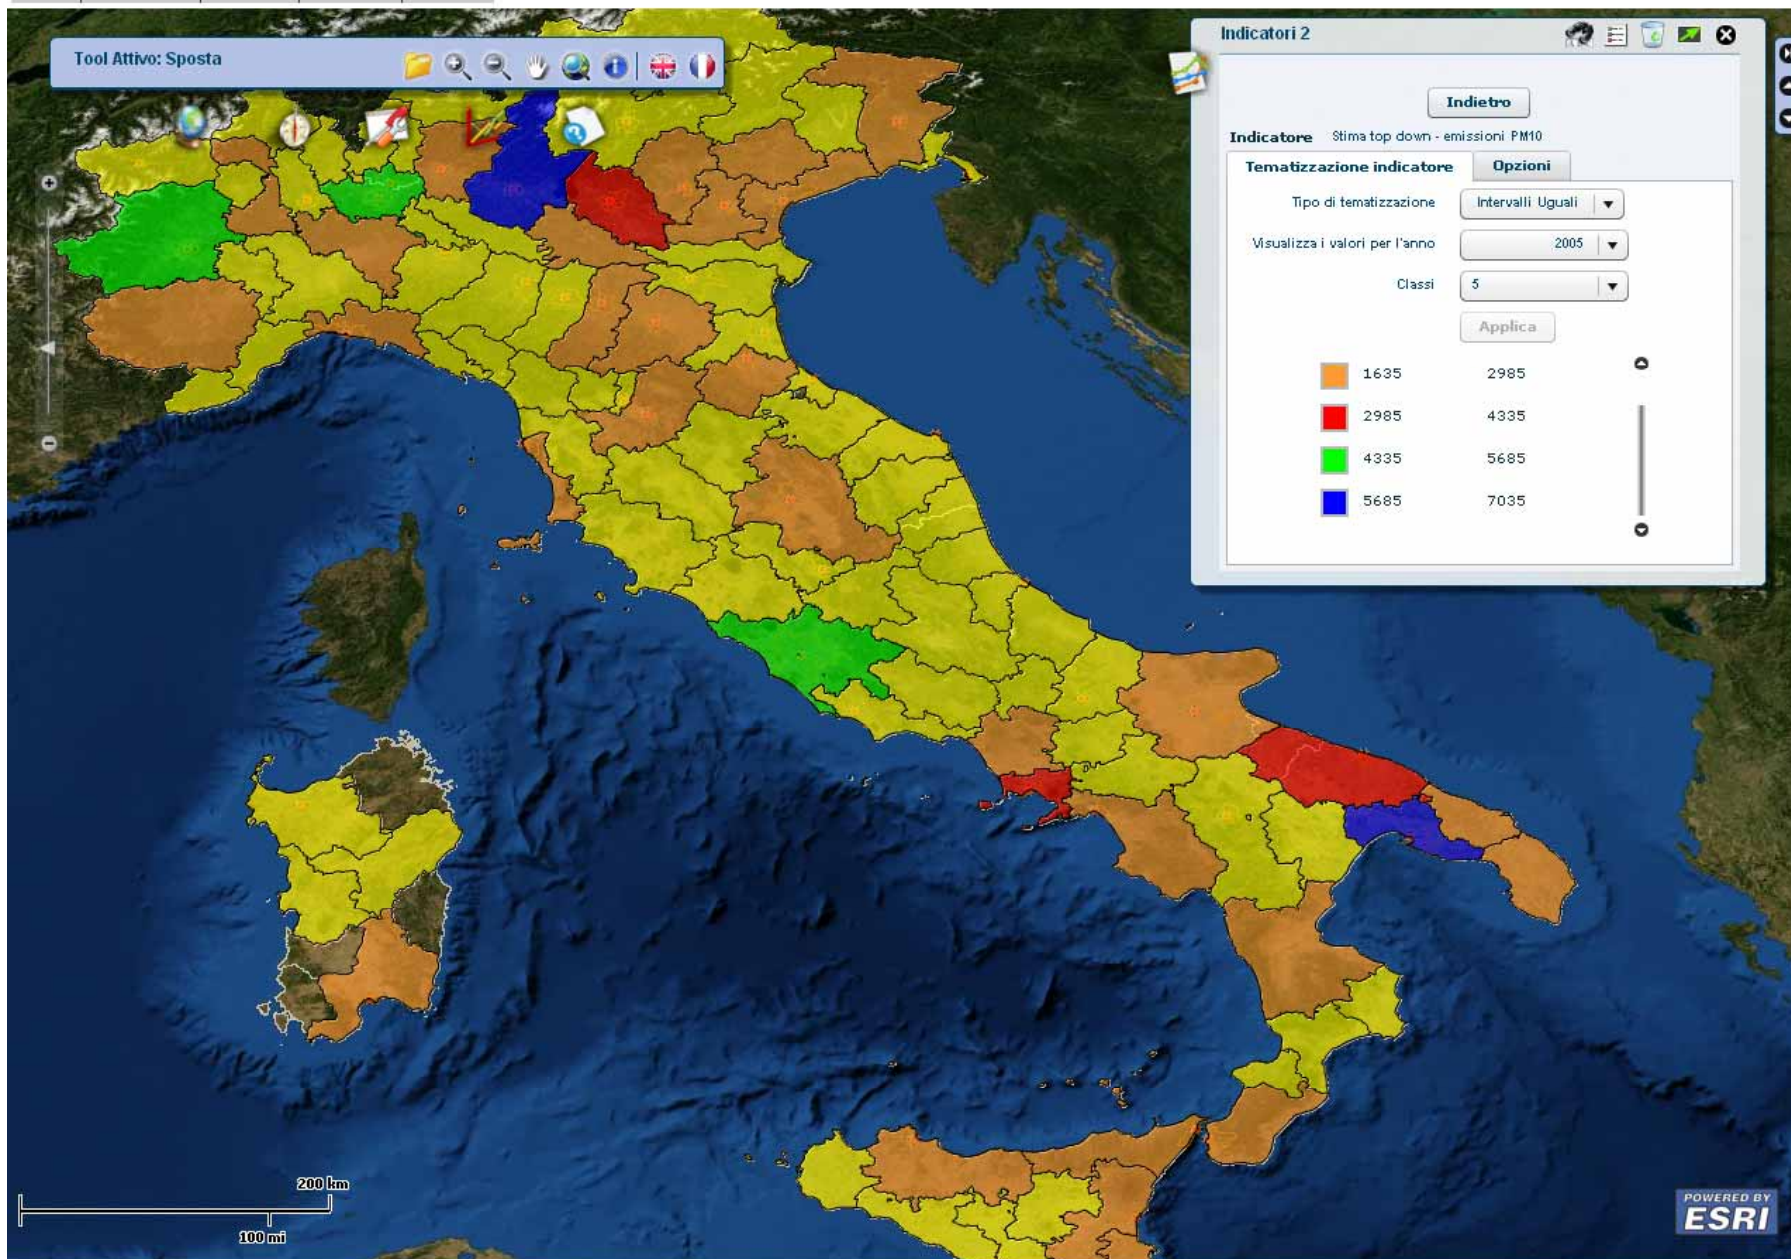 Tool Attivo: Sposta
Indicatori 2
Indietro
Indicatore Stima top down - emissioni PM10
Tematizzazione indicatore Opzioni
Tipo di tematizzazione Intervalli Uguali
Visualizza i valori per l'anno 2005
Classi 5
Applica
1635 2985
2985 4335
4335 5685
5685 7035
200 km
100 mi
POWERED BY
ESRI